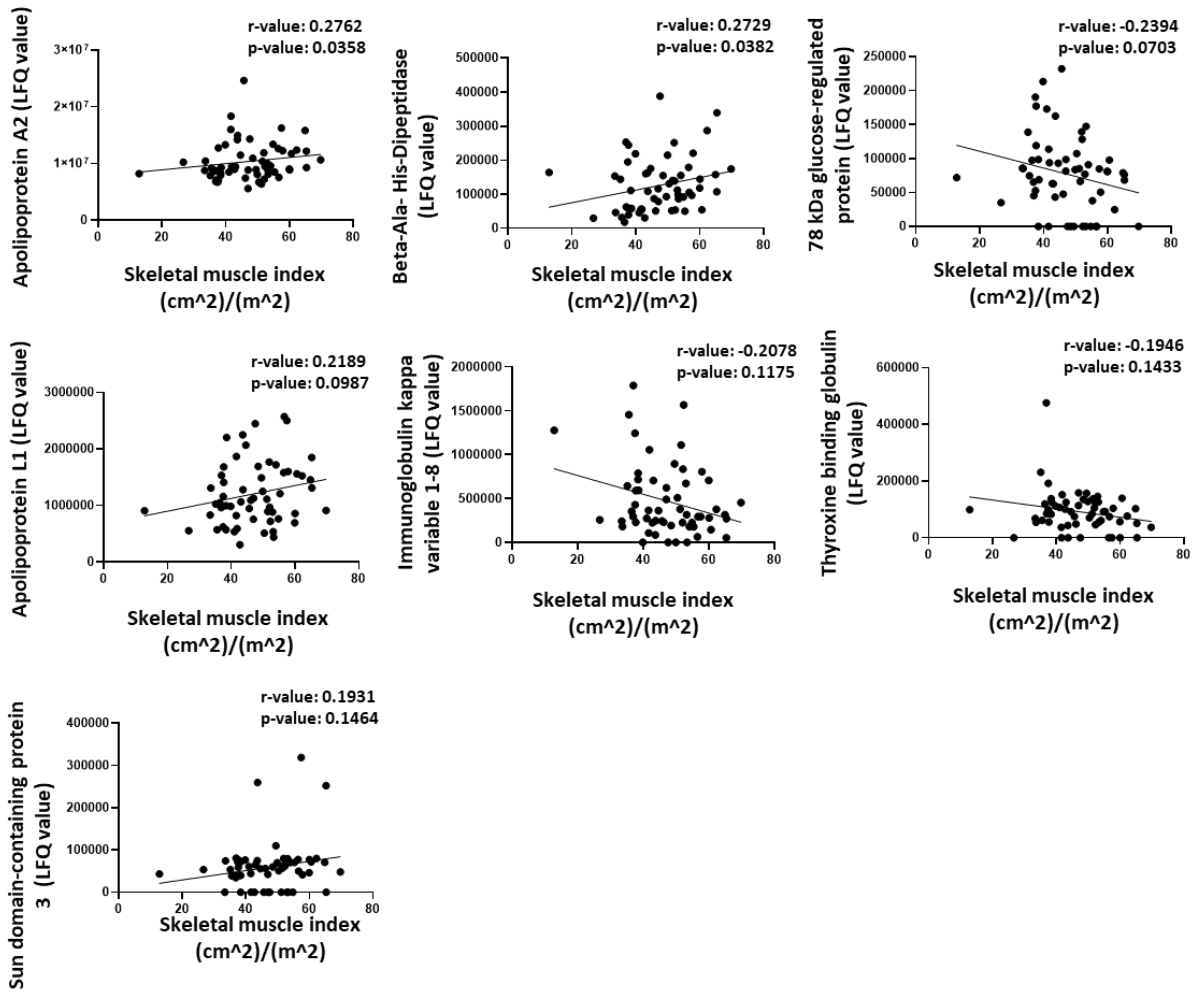 r-value: 0.2762
p-value: 0.0358
Apolipoprotein A2 (LFQ value)
3×10⁷
2×10⁷
1×10⁷
0
0 20 40 60 80
Skeletal muscle index
(cm^2)/(m^2)
r-value: 0.2729
p-value: 0.0382
Beta-Ala- His-Dipeptidase
(LFQ value)
500000
400000
300000
200000
100000
0
0 20 40 60 80
Skeletal muscle index
(cm^2)/(m^2)
r-value: -0.2394
p-value: 0.0703
78 kDa glucose-regulated
protein (LFQ value)
250000
200000
150000
100000
50000
0
0 20 40 60 80
Skeletal muscle index
(cm^2)/(m^2)
r-value: 0.2189
p-value: 0.0987
Apolipoprotein L1 (LFQ value)
3000000
2000000
1000000
0
0 20 40 60 80
Skeletal muscle index
(cm^2)/(m^2)
r-value: -0.2078
p-value: 0.1175
Immunoglobulin kappa
variable 1-8 (LFQ value)
2000000
1500000
1000000
500000
0
0 20 40 60 80
Skeletal muscle index
(cm^2)/(m^2)
r-value: -0.1946
p-value: 0.1433
Thyroxine binding globulin
(LFQ value)
600000
400000
200000
0
0 20 40 60 80
Skeletal muscle index
(cm^2)/(m^2)
r-value: 0.1931
p-value: 0.1464
Sun domain-containing protein
3 (LFQ value)
400000
300000
200000
100000
0
0 20 40 60 80
Skeletal muscle index
(cm^2)/(m^2)